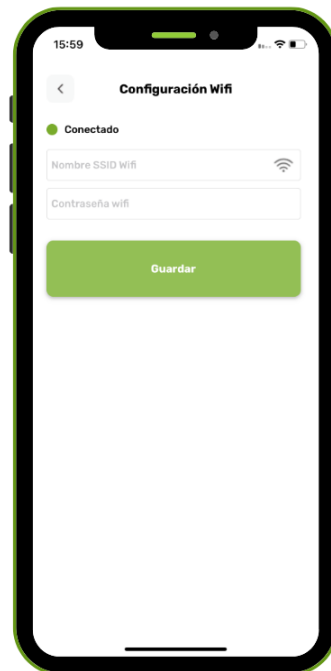 15:59
Configuración Wifi
Conectado
Nombre SSID Wifi
Contraseña wifi
Guardar